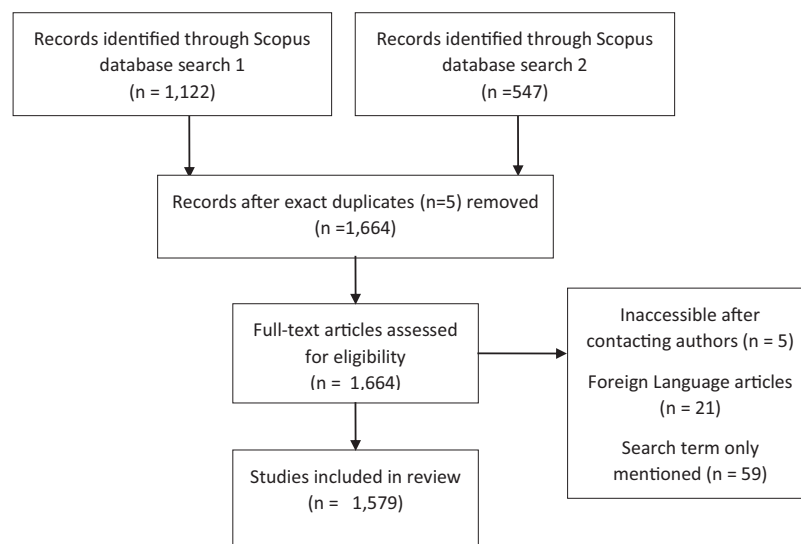 Records identified through Scopus
database search 1
(n = 1,122)
Records identified through Scopus
database search 2
(n =547)
Records after exact duplicates (n=5) removed
(n =1,664)
Full-text articles assessed
for eligibility
(n = 1,664)
Inaccessible after
contacting authors (n = 5)
Foreign Language articles
(n = 21)
Search term only
mentioned (n = 59)
Studies included in review
(n = 1,579)